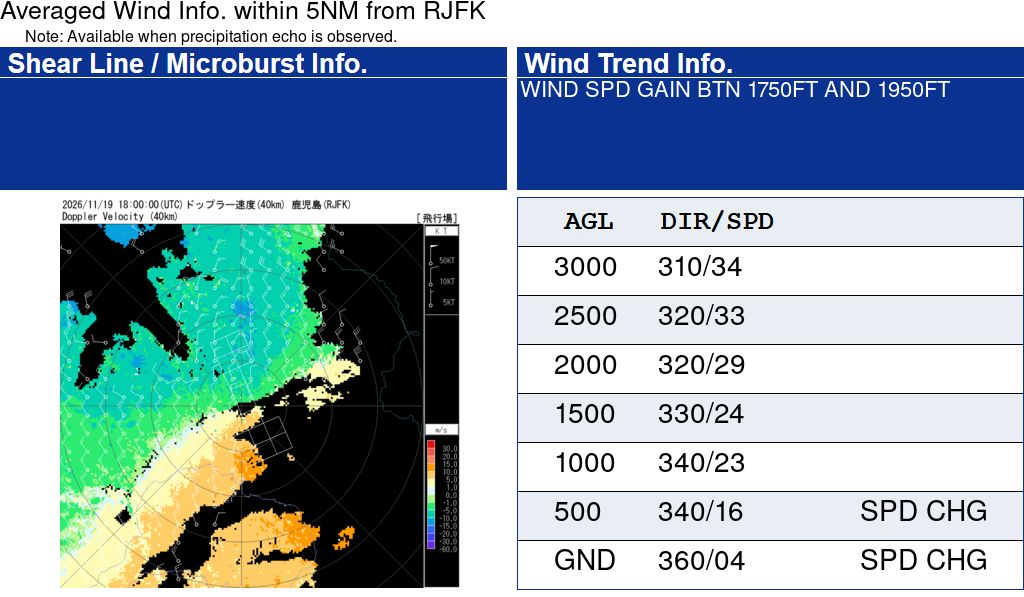 Averaged Wind Info. within 5NM from RJFK
Note: Available when precipitation echo is observed.
Shear Line / Microburst Info.
Wind Trend Info.
WIND SPD GAIN BTN 1750FT AND 1950FT
2026/11/19 18:00:00(UTC) ドップラー速度(40km) 鹿児島(RJFK)
Doppler Velocity (40km)
[飛行場]
K T
50KT
10KT
5KT
m/s
30.0
20.0
15.0
10.0
5.0
1.0
0.0
-1.0
-5.0
-10.0
-15.0
-20.0
-30.0
-60.0
AGL DIR/SPD
3000 310/34
2500 320/33
2000 320/29
1500 330/24
1000 340/23
500 340/16 SPD CHG
GND 360/04 SPD CHG